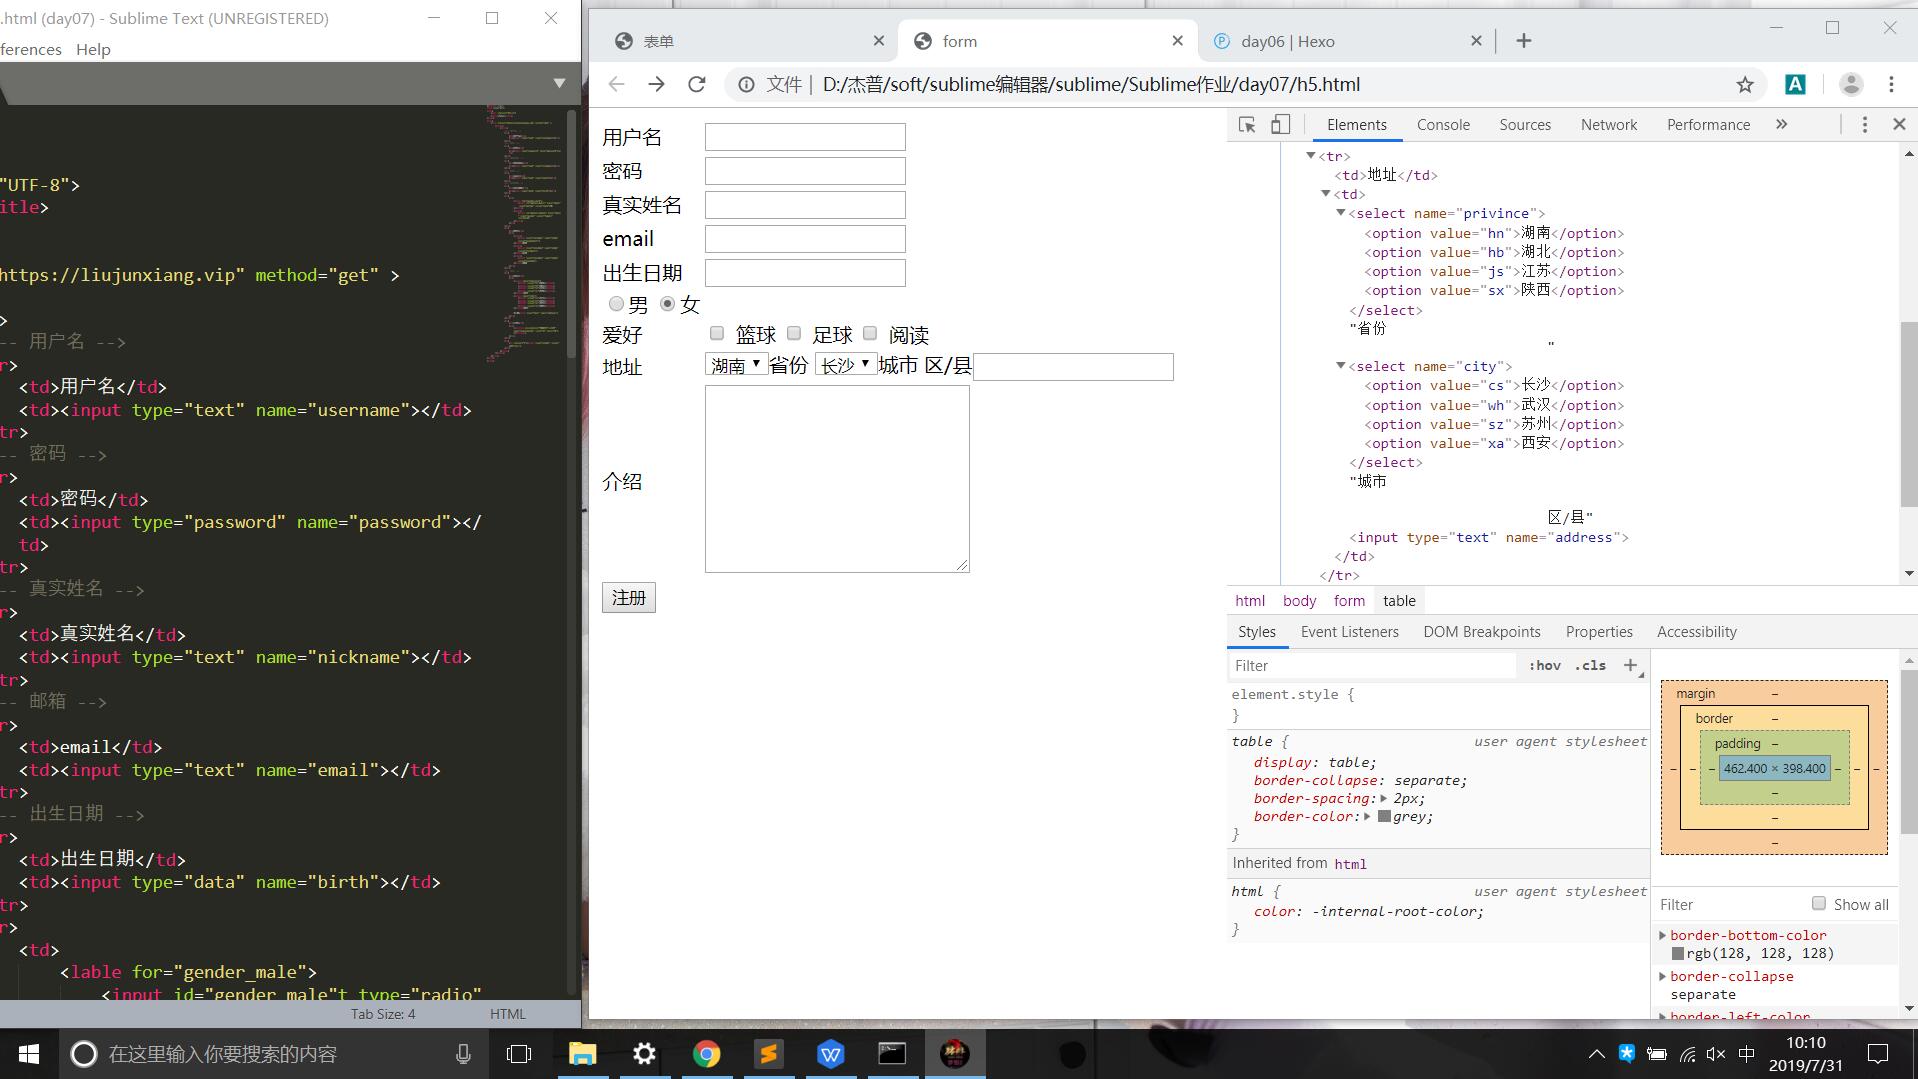 .html (day07) - Sublime Text (UNREGISTERED)
ferences Help
"UTF-8">
itle>
https://liujunxiang.vip" method="get" >
>
-- 用户名 -->
r>
<td>用户名</td>
<td><input type="text" name="username"></td>
tr>
-- 密码 -->
r>
<td>密码</td>
<td><input type="password" name="password"></
td>
tr>
-- 真实姓名 -->
r>
<td>真实姓名</td>
<td><input type="text" name="nickname"></td>
tr>
-- 邮箱 -->
r>
<td>email</td>
<td><input type="text" name="email"></td>
tr>
-- 出生日期 -->
r>
<td>出生日期</td>
<td><input type="data" name="birth"></td>
tr>
r>
<td>
<lable for="gender_male">
<input id="gender_male"t type="radio"
Tab Size: 4 HTML
表单
form
day06 | Hexo
文件 | D:/杰普/soft/sublime编辑器/sublime/Sublime作业/day07/h5.html
用户名
密码
真实姓名
email
出生日期
男 女
爱好 篮球 足球 阅读
地址 湖南 省份 长沙 城市 区/县
介绍
注册
Elements Console Sources Network Performance »
<tr>
<td>地址</td>
<td>
<select name="privince">
<option value="hn">湖南</option>
<option value="hb">湖北</option>
<option value="js">江苏</option>
<option value="sx">陕西</option>
</select>
"省份
"
<select name="city">
<option value="cs">长沙</option>
<option value="wh">武汉</option>
<option value="sz">苏州</option>
<option value="xa">西安</option>
</select>
"城市
区/县"
<input type="text" name="address">
</td>
</tr>
html body form table
Styles Event Listeners DOM Breakpoints Properties Accessibility
Filter :hov .cls +
element.style {
}
table { user agent stylesheet
display: table;
border-collapse: separate;
border-spacing: 2px;
border-color: grey;
}
Inherited from html
html { user agent stylesheet
color: -internal-root-color;
}
margin –
border –
padding –
– – – 462.400 × 398.400 – – –
–
–
–
Filter Show all
border-bottom-color
rgb(128, 128, 128)
border-collapse
separate
border-left-color
在这里输入你要搜索的内容
中
10:10
2019/7/31